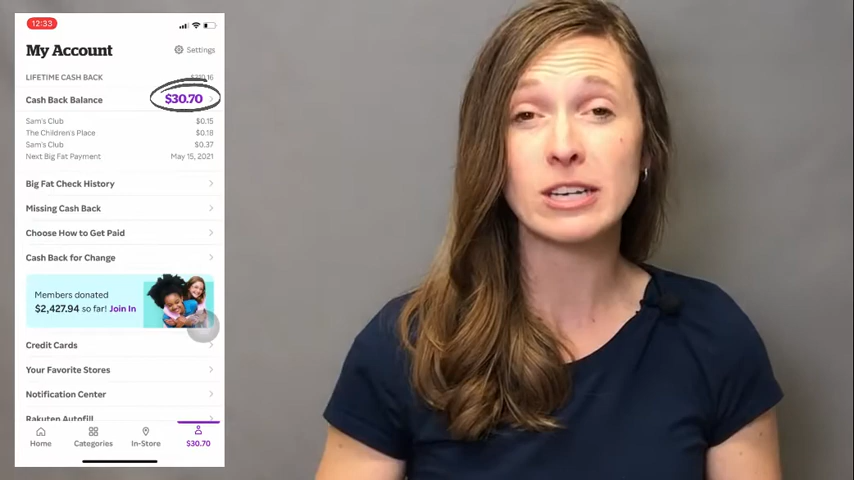 12:33
My Account
Settings
LIFETIME CASH BACK
Cash Back Balance $30.70
Sam's Club $0.15
The Children's Place $0.18
Sam's Club $0.37
Next Big Fat Payment May 15, 2021
Big Fat Check History
Missing Cash Back
Choose How to Get Paid
Cash Back for Change
Members donated
$2,427.94 so far! Join In
Credit Cards
Your Favorite Stores
Notification Center
Rakuten Autofill
Home Categories In-Store $30.70